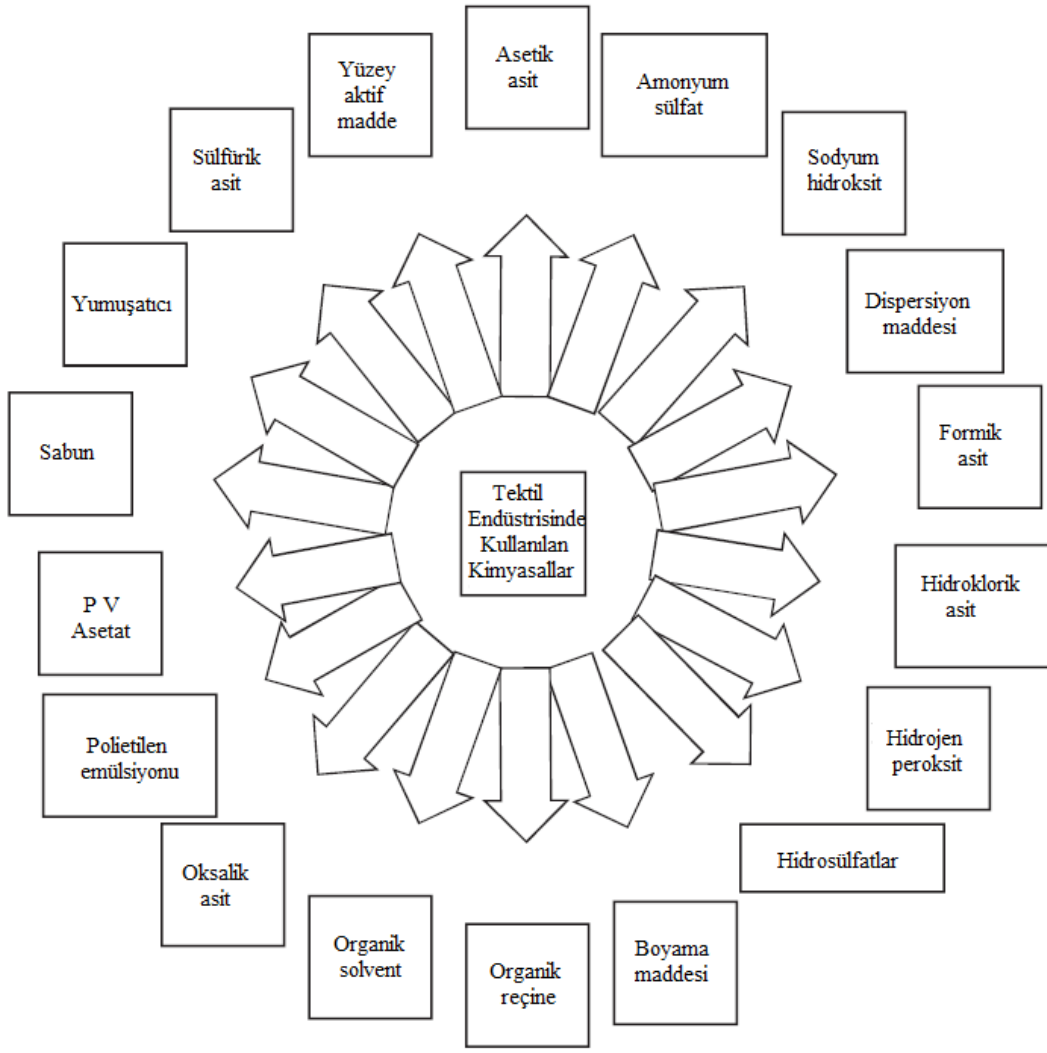 Asetik
asit
Amonyum
sülfat
Sodyum
hidroksit
Dispersiyon
maddesi
Formik
asit
Hidroklorik
asit
Hidrojen
peroksit
Hidrosülfatlar
Boyama
maddesi
Organik
reçine
Organik
solvent
Oksalik
asit
Polietilen
emülsiyonu
P V
Asetat
Sabun
Yumuşatıcı
Sülfürik
asit
Yüzey
aktif
madde
Tektil
Endüstrisinde
Kullanılan
Kimyasallar